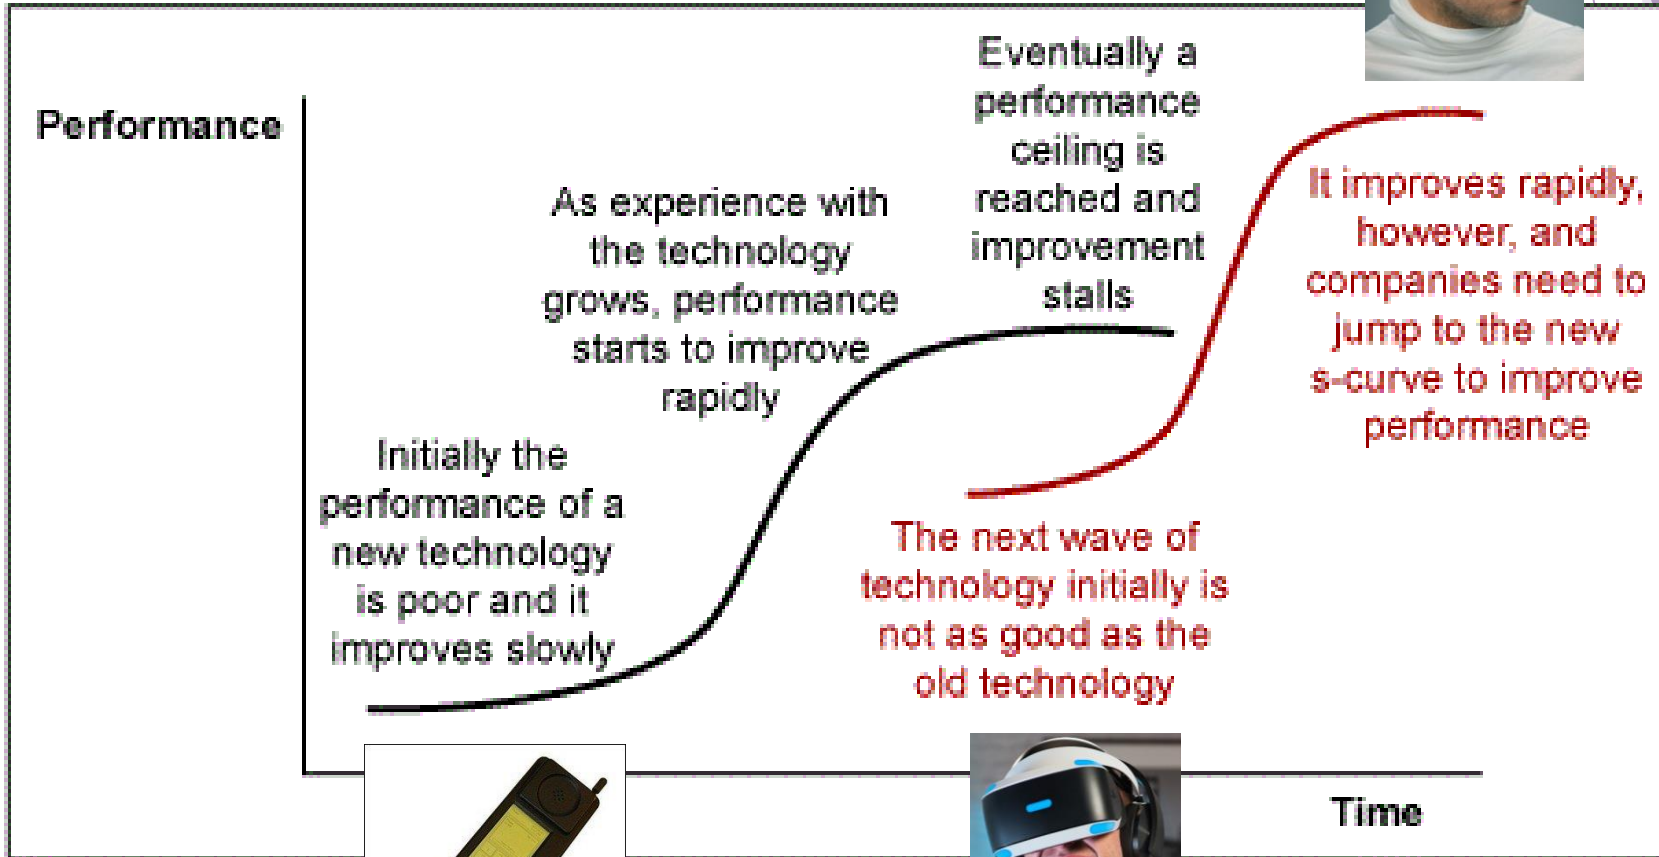 Performance
Initially the
performance of a
new technology
is poor and it
improves slowly
As experience with
the technology
grows, performance
starts to improve
rapidly
Eventually a
performance
ceiling is
reached and
improvement
stalls
The next wave of
technology initially is
not as good as the
old technology
It improves rapidly,
however, and
companies need to
jump to the new
s-curve to improve
performance
Time